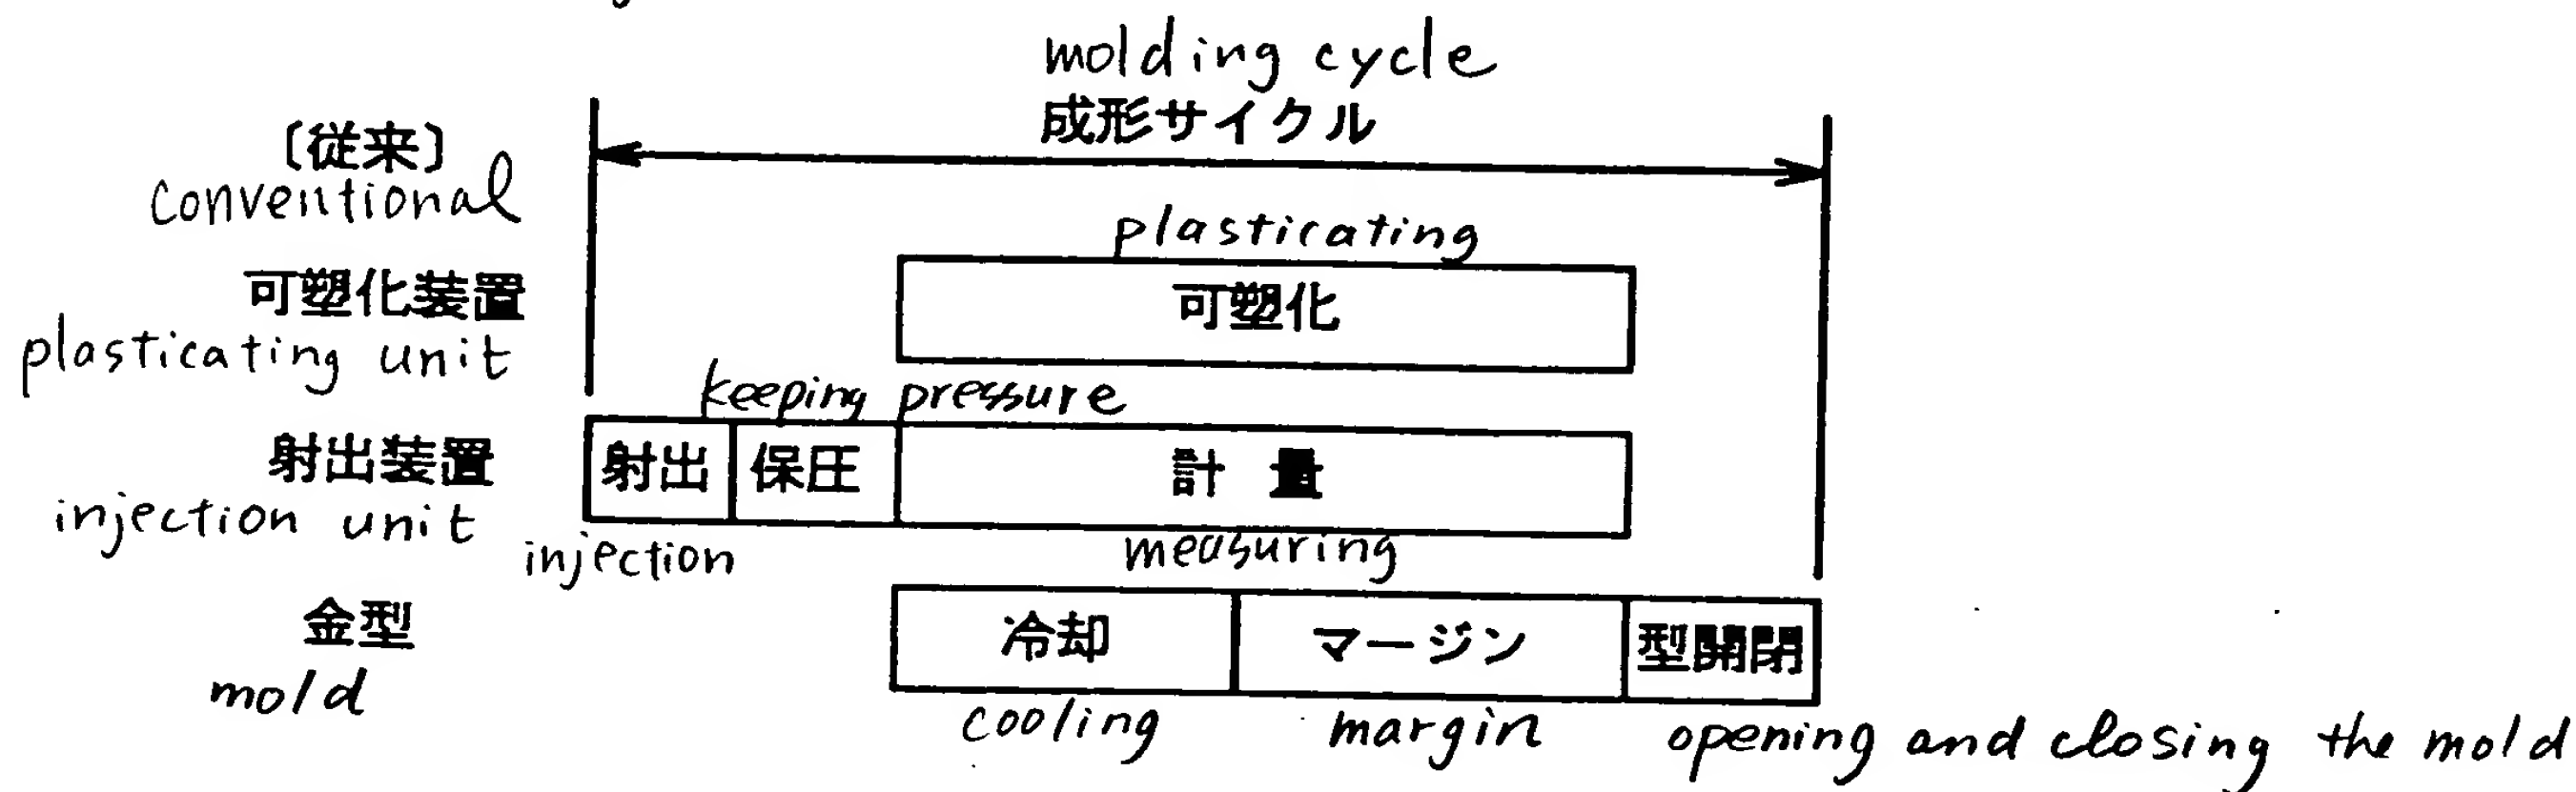 molding cycle
成形サイクル
〔従来〕
conventional
plasticating
可塑化装置
可塑化
plasticating unit
keeping pressure
射出装置
射出 保圧 計量
injection unit
injection
measuring
金型
冷却 マージン 型開閉
mold
cooling margin opening and closing the mold